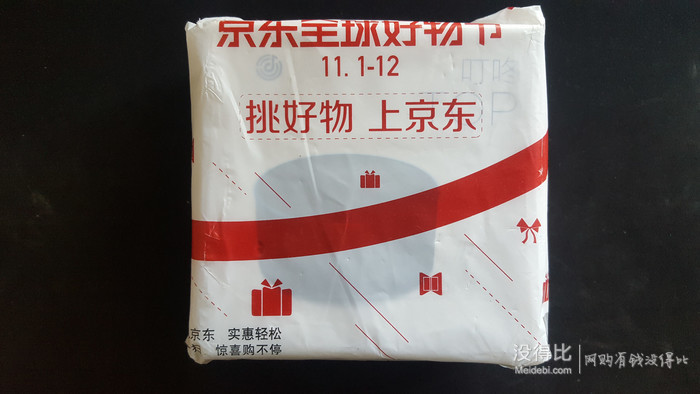 京东全球好物节
11. 1-12
叮咚
TOP
挑好物 上京东
京东 实惠轻松
惊喜购不停
没得比
Meidebi.com
网购有钱没得比